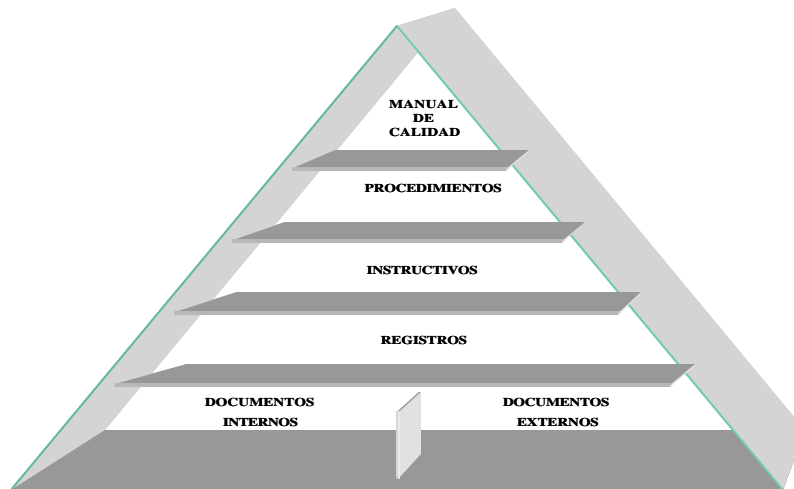 MANUAL
DE
CALIDAD
PROCEDIMIENTOS
INSTRUCTIVOS
REGISTROS
DOCUMENTOS
INTERNOS
DOCUMENTOS
EXTERNOS